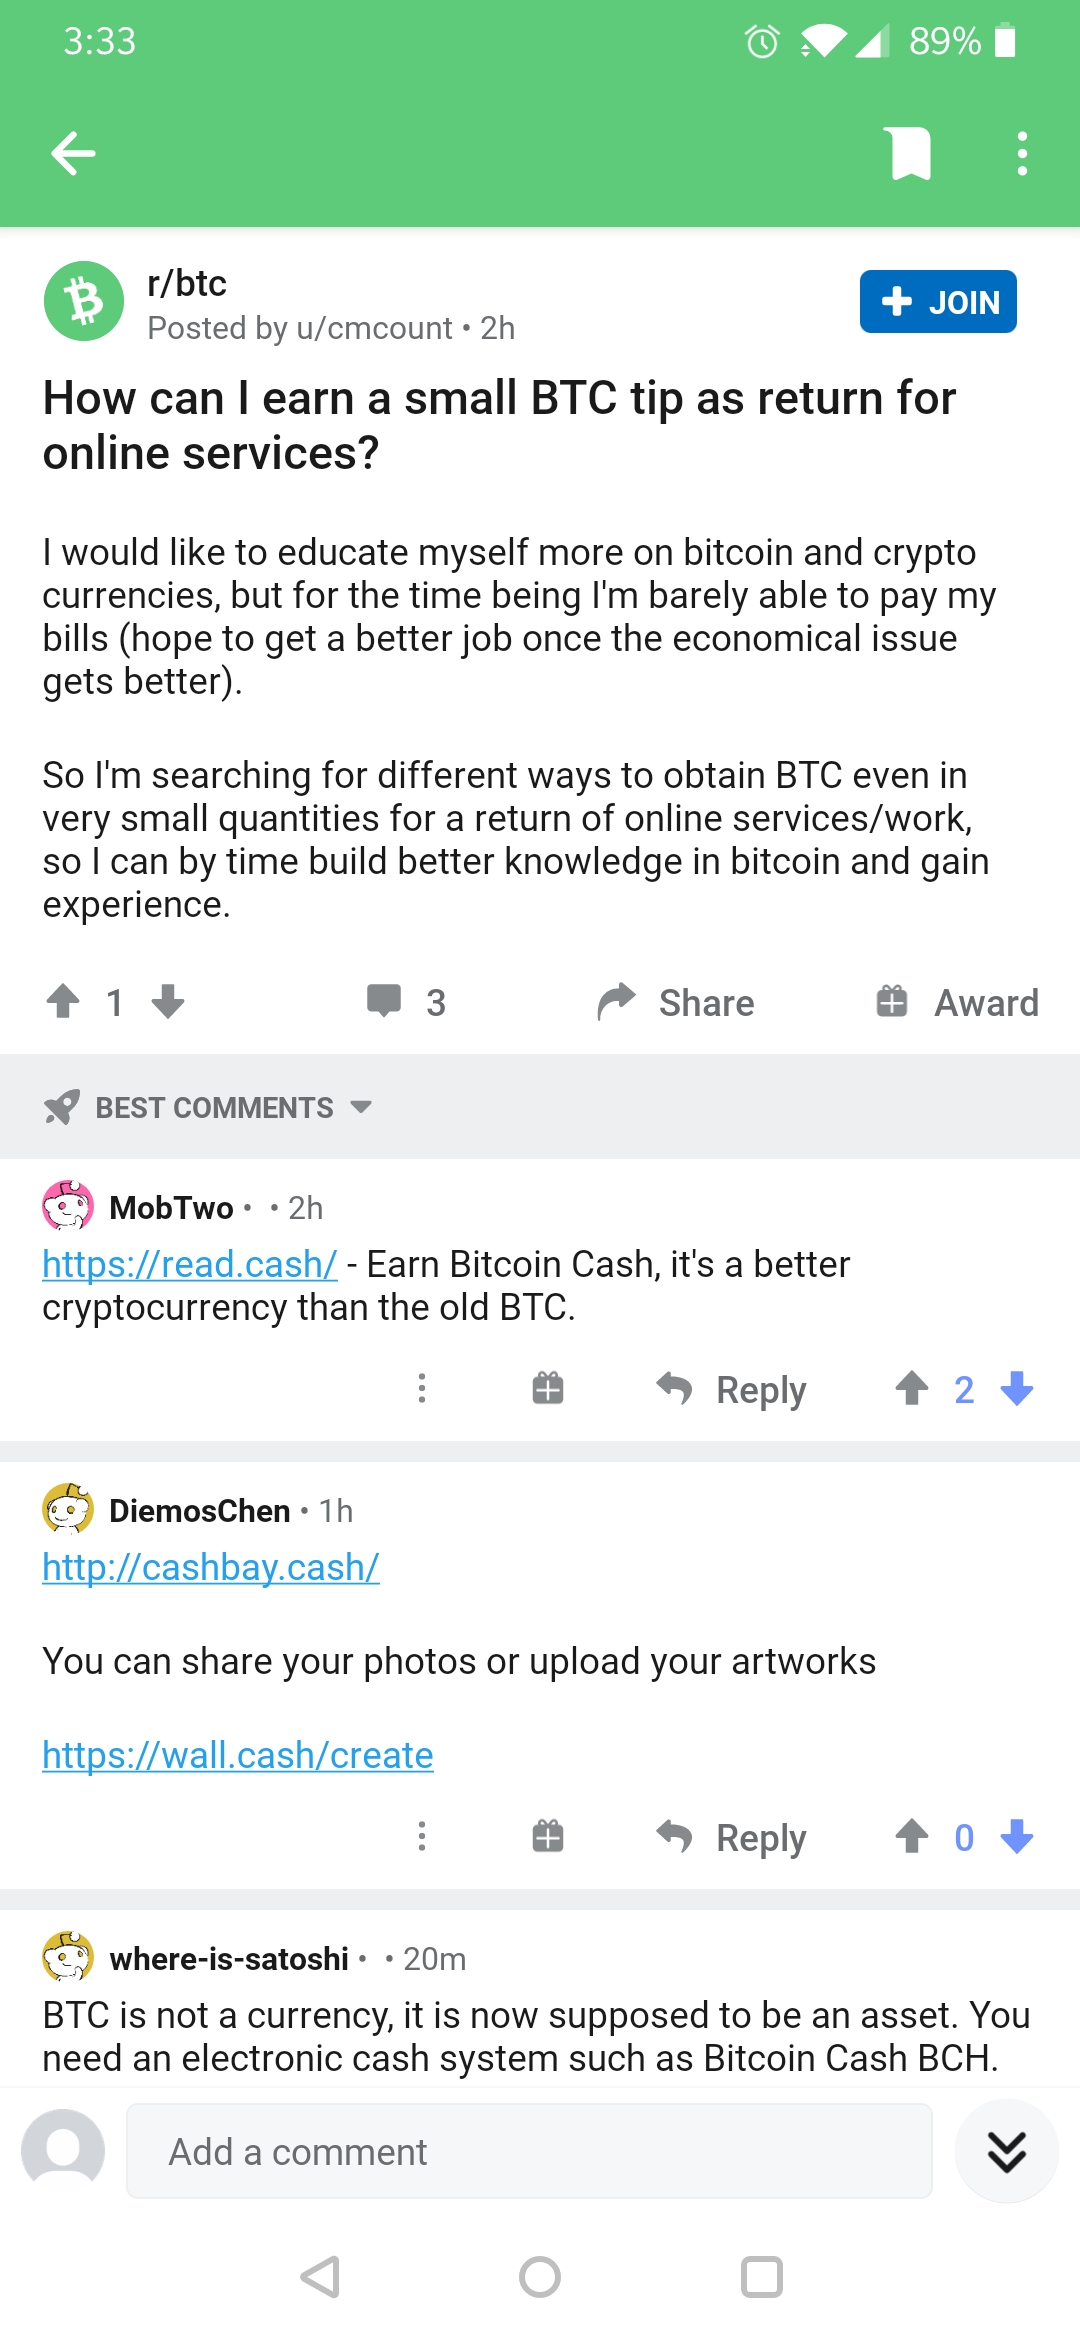 3:33
89%
r/btc
Posted by u/cmcount • 2h
JOIN
How can I earn a small BTC tip as return for
online services?
I would like to educate myself more on bitcoin and crypto
currencies, but for the time being I'm barely able to pay my
bills (hope to get a better job once the economical issue
gets better).
So I'm searching for different ways to obtain BTC even in
very small quantities for a return of online services/work,
so I can by time build better knowledge in bitcoin and gain
experience.
1
3
Share
Award
BEST COMMENTS
MobTwo • • 2h
https://read.cash/ - Earn Bitcoin Cash, it's a better
cryptocurrency than the old BTC.
Reply
2
DiemosChen • 1h
http://cashbay.cash/
You can share your photos or upload your artworks
https://wall.cash/create
Reply
0
where-is-satoshi • • 20m
BTC is not a currency, it is now supposed to be an asset. You
need an electronic cash system such as Bitcoin Cash BCH.
Add a comment